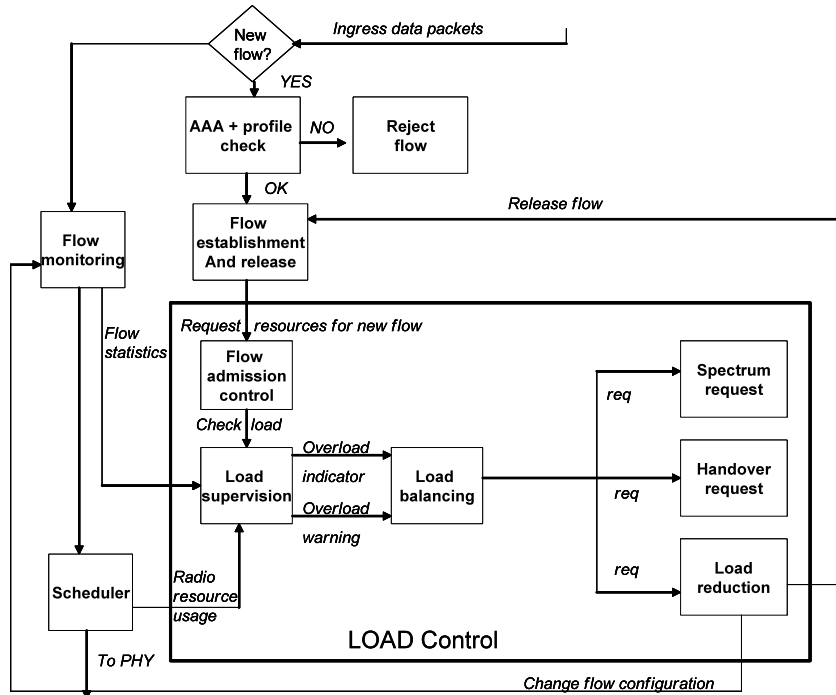 Ingress data packets
New
flow?
YES
AAA + profile
check
NO
Reject
flow
OK
Release flow
Flow
establishment
And release
Flow
monitoring
Request resources for new flow
Flow
statistics
Flow
admission
control
Spectrum
request
req
Check load
Load
supervision
Overload
indicator
Overload
warning
Load
balancing
Handover
request
req
req
Load
reduction
Scheduler
Radio
resource
usage
LOAD Control
To PHY
Change flow configuration